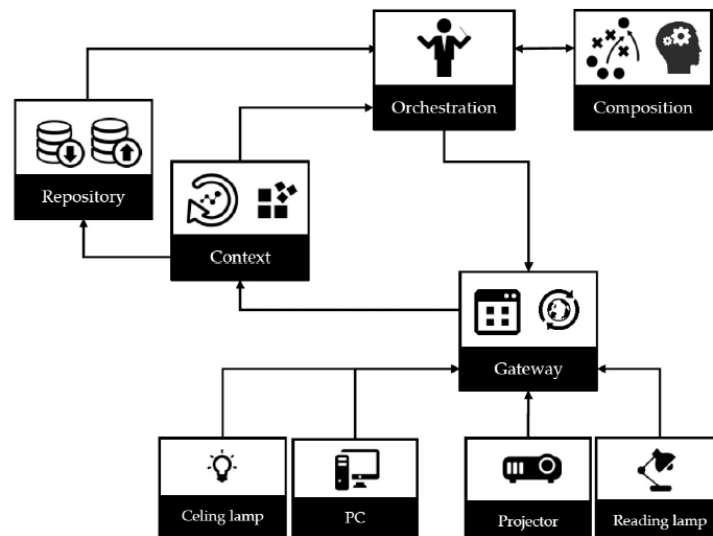 Orchestration
Composition
Repository
Context
Gateway
Celing lamp
PC
Projector
Reading lamp